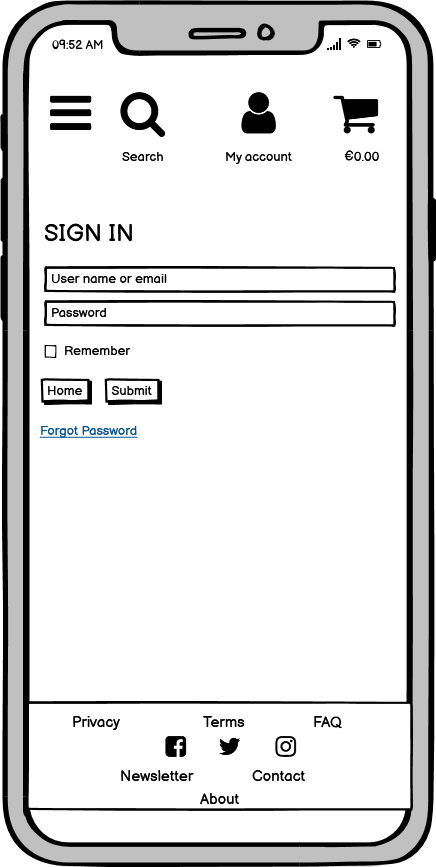 09:52 AM
Search
My account
€0.00
SIGN IN
User name or email
Password
Remember
Home
Submit
Forgot Password
Privacy
Terms
FAQ
Newsletter
Contact
About